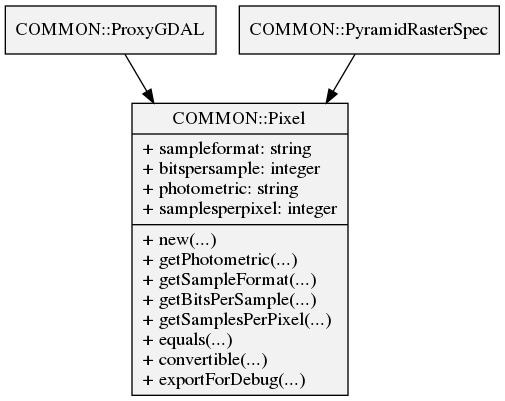 COMMON::ProxyGDAL
COMMON::PyramidRasterSpec
COMMON::Pixel
+ sampleformat: string
+ bitspersample: integer
+ photometric: string
+ samplesperpixel: integer
+ new(...)
+ getPhotometric(...)
+ getSampleFormat(...)
+ getBitsPerSample(...)
+ getSamplesPerPixel(...)
+ equals(...)
+ convertible(...)
+ exportForDebug(...)